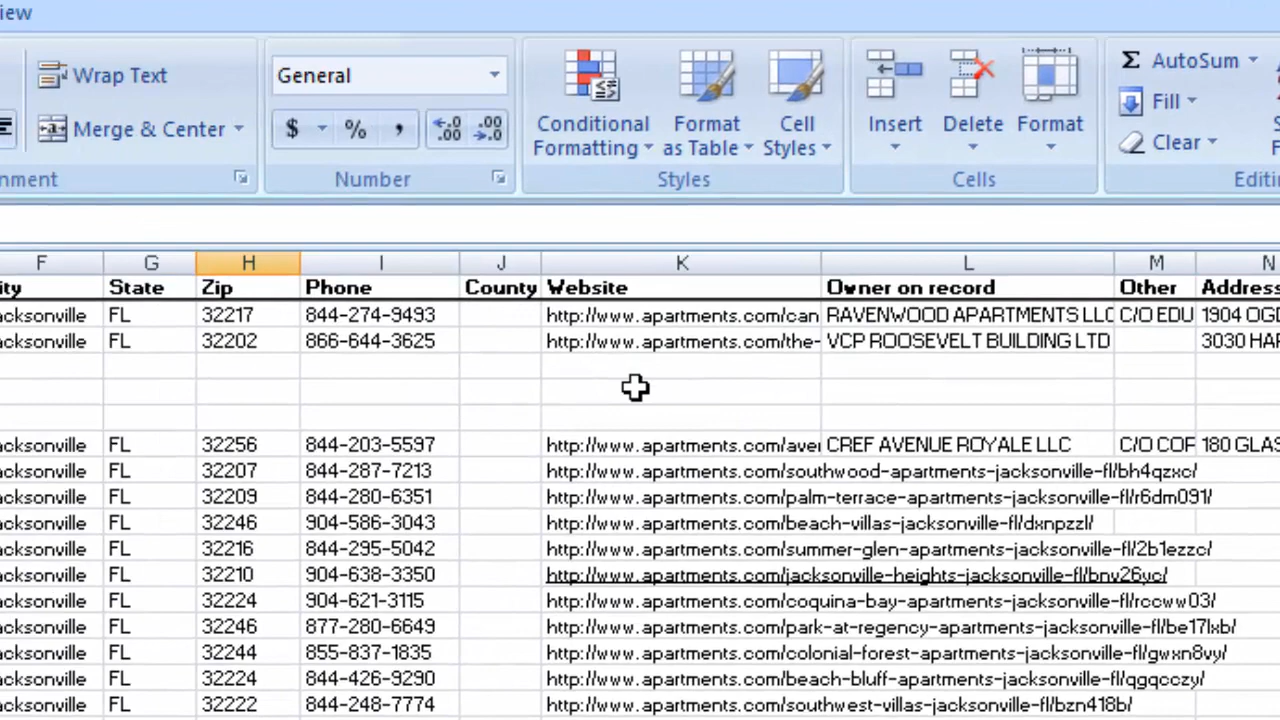 iew
Wrap Text
General
Conditional Formatting
Format as Table
Cell Styles
Insert
Delete
Format
Σ AutoSum
Fill
Clear
Merge & Center
$ % , .0 .00 .00 .0
nment
Number
Styles
Cells
Editin
F G H I J K L M N
ity State Zip Phone County Website Owner on record Other Address
acksonville FL 32217 844-274-9493 http://www.apartments.com/can RAVENWOOD APARTMENTS LLC C/O EDU 1904 OGD
acksonville FL 32202 866-644-3625 http://www.apartments.com/the- VCP ROOSEVELT BUILDING LTD 3030 HAR
acksonville FL 32256 844-203-5597 http://www.apartments.com/aven CREF AVENUE ROYALE LLC C/O COR 180 GLAS
acksonville FL 32207 844-287-7213 http://www.apartments.com/southwood-apartments-jacksonville-fl/bh4qzxc/
acksonville FL 32209 844-280-6351 http://www.apartments.com/palm-terrace-apartments-jacksonville-fl/r6dm091/
acksonville FL 32246 904-586-3043 http://www.apartments.com/beach-villas-jacksonville-fl/dxnpzzl/
acksonville FL 32216 844-295-5042 http://www.apartments.com/summer-glen-apartments-jacksonville-fl/2b1ezzc/
acksonville FL 32210 904-638-3350 http://www.apartments.com/jacksonville-heights-jacksonville-fl/bnv26yc/
acksonville FL 32224 904-621-3115 http://www.apartments.com/coquina-bay-apartments-jacksonville-fl/rccww03/
acksonville FL 32246 877-280-6649 http://www.apartments.com/park-at-regency-apartments-jacksonville-fl/be17lxb/
acksonville FL 32244 855-837-1835 http://www.apartments.com/colonial-forest-apartments-jacksonville-fl/gwxn8vy/
acksonville FL 32224 844-426-9290 http://www.apartments.com/beach-bluff-apartments-jacksonville-fl/qgqcczy/
acksonville FL 32222 844-248-7774 http://www.apartments.com/southwest-villas-jacksonville-fl/bzn418b/